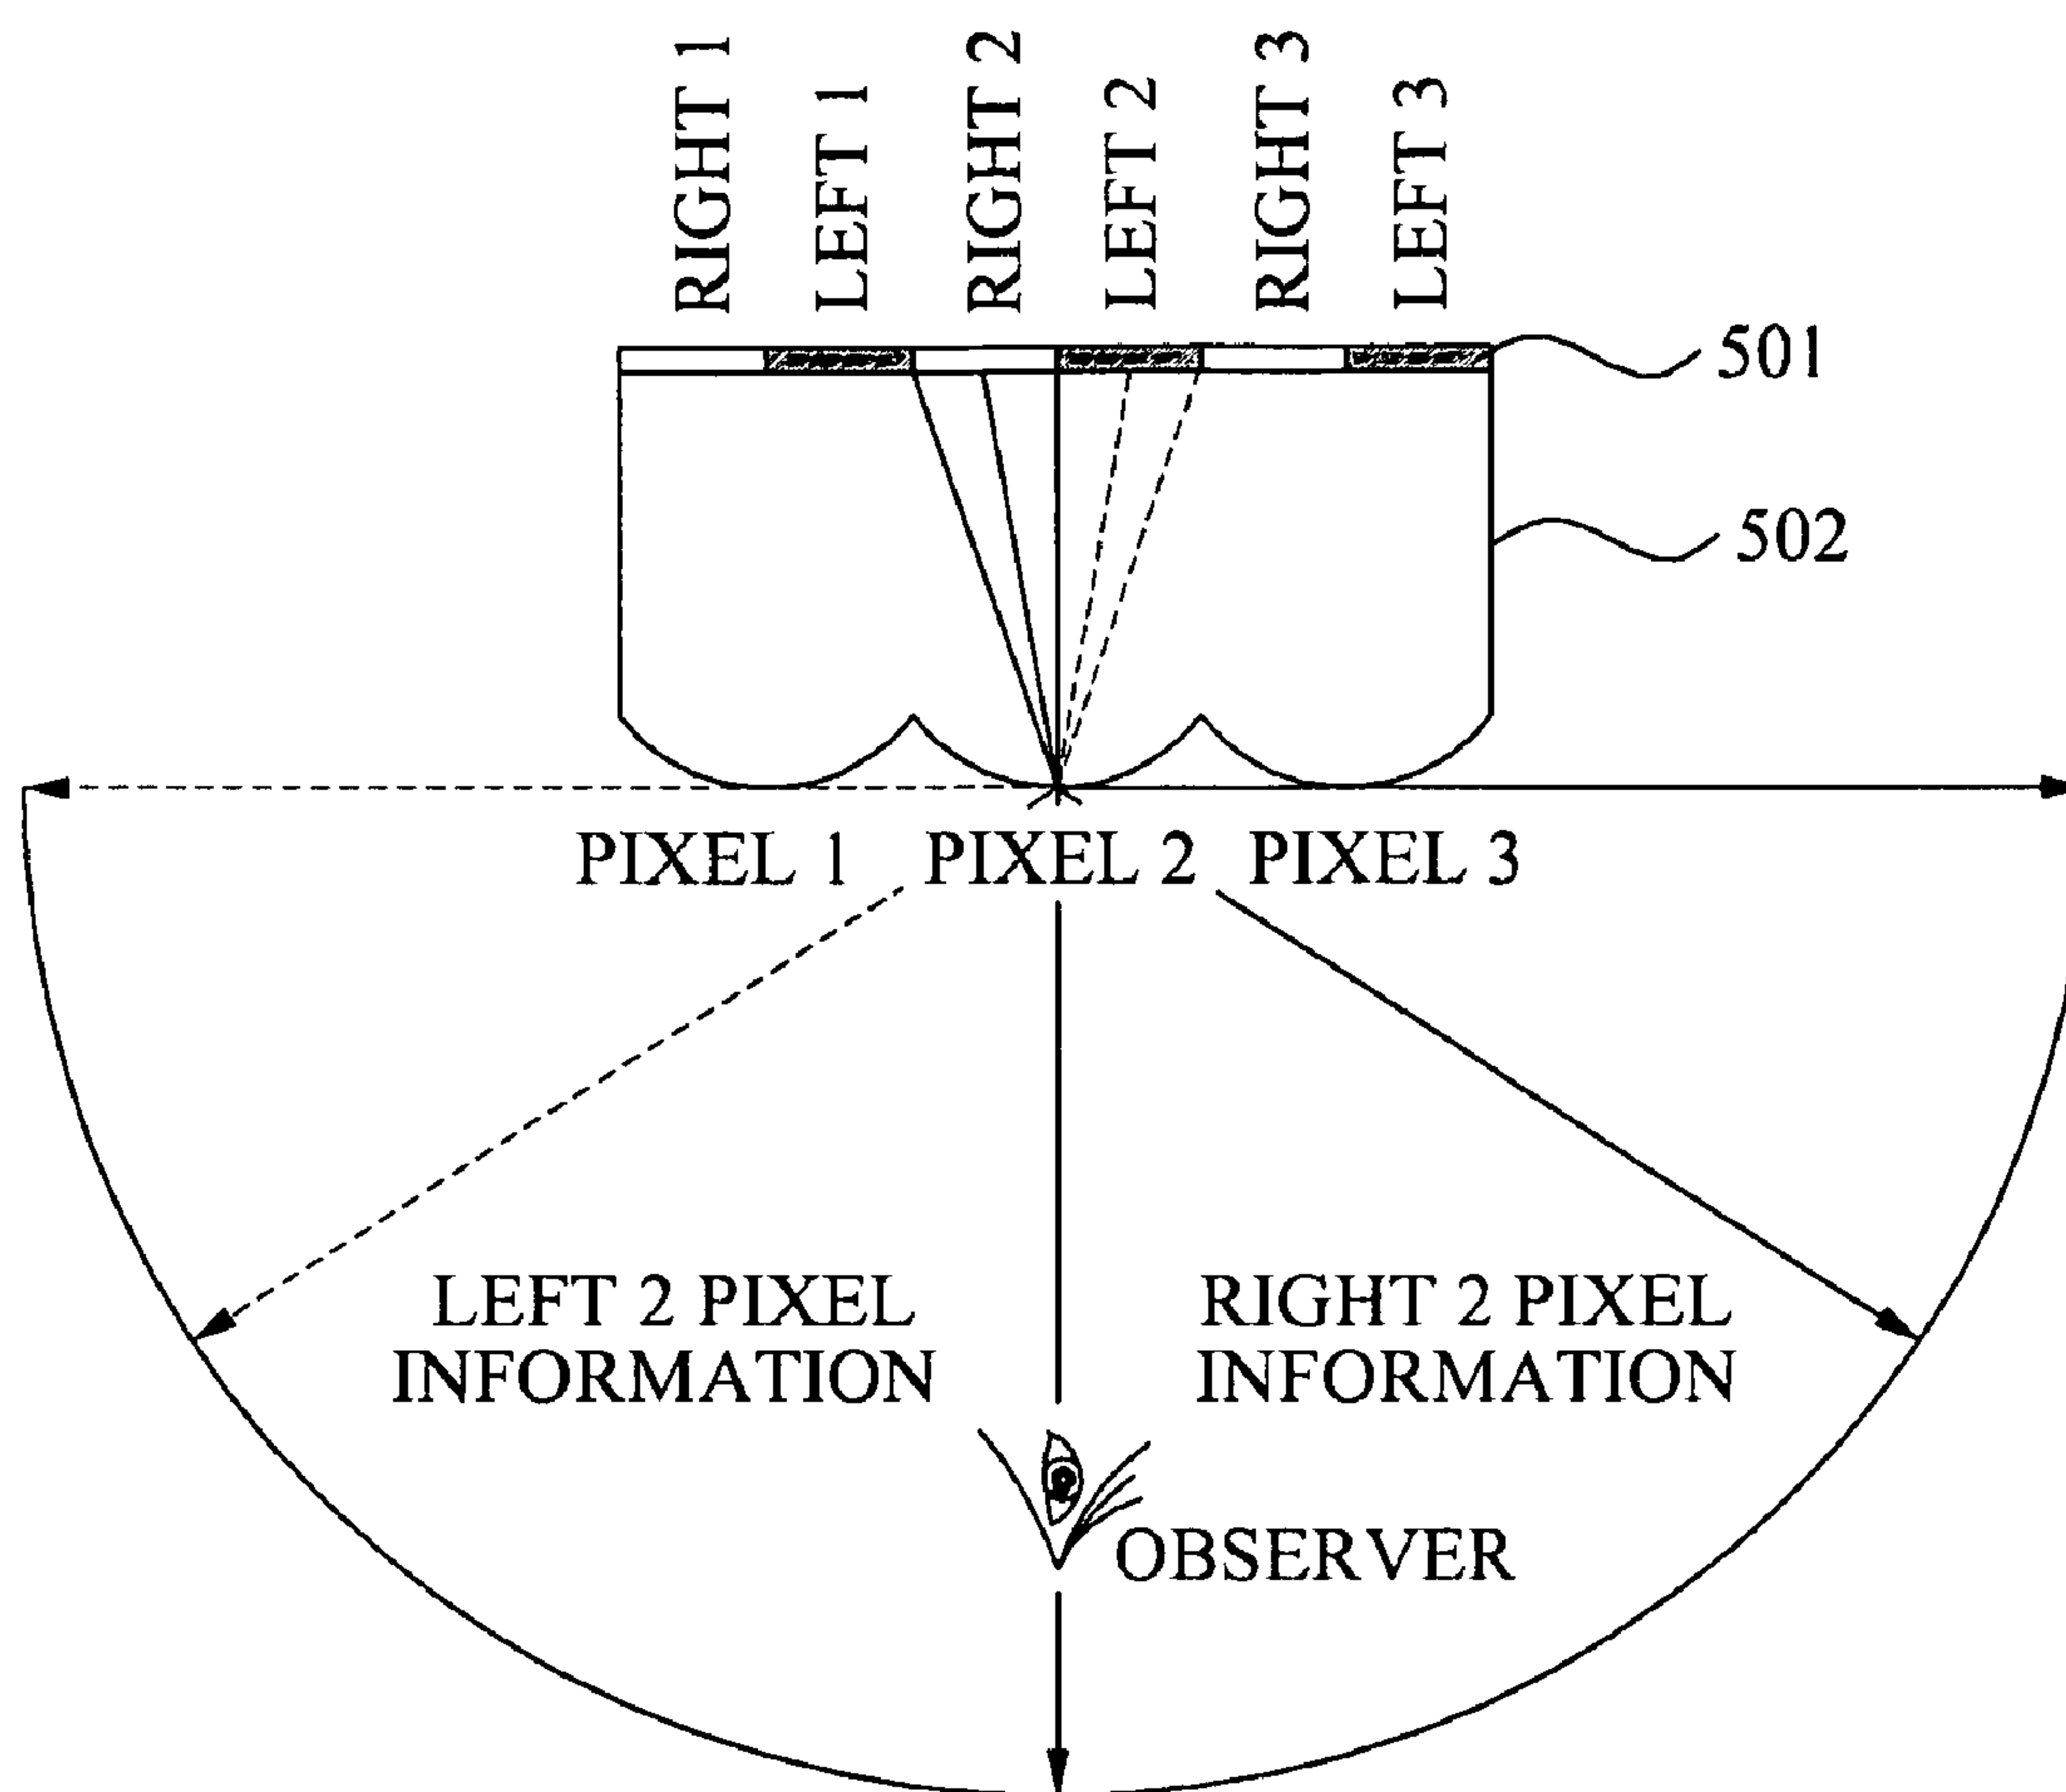 RIGHT 1
LEFT 1
RIGHT 2
LEFT 2
RIGHT 3
LEFT 3
501
502
PIXEL 1 PIXEL 2 PIXEL 3
LEFT 2 PIXEL
INFORMATION
RIGHT 2 PIXEL
INFORMATION
OBSERVER